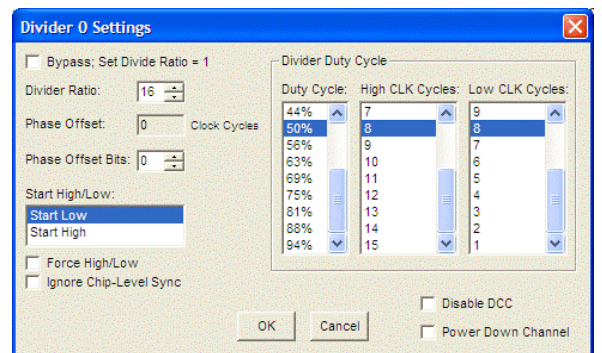 Divider 0 Settings
Bypass; Set Divide Ratio = 1
Divider Ratio: 16
Phase Offset: 0 Clock Cycles
Phase Offset Bits: 0
Start High/Low:
Start Low
Start High
Force High/Low
Ignore Chip-Level Sync
Divider Duty Cycle
Duty Cycle: High CLK Cycles: Low CLK Cycles:
44% 7 9
50% 8 8
56% 9 7
63% 10 6
69% 11 5
75% 12 4
81% 13 3
88% 14 2
94% 15 1
Disable DCC
OK Cancel
Power Down Channel